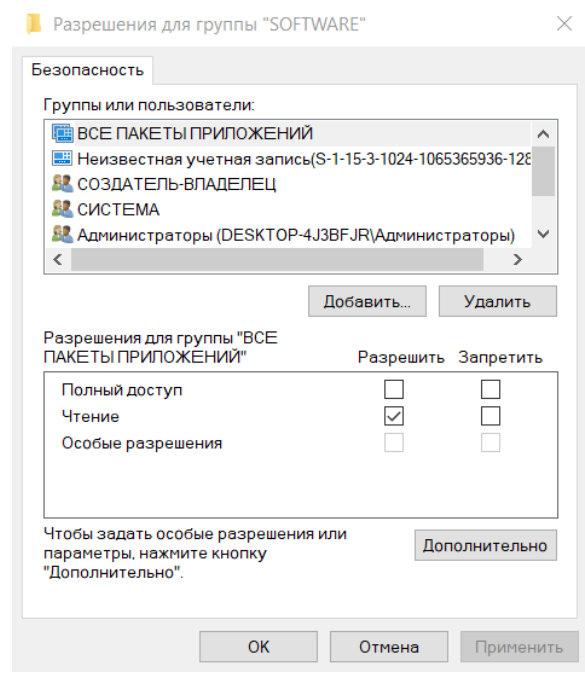 Разрешения для группы "SOFTWARE"
Безопасность
Группы или пользователи:
ВСЕ ПАКЕТЫ ПРИЛОЖЕНИЙ
Неизвестная учетная запись(S-1-15-3-1024-1065365936-128
СОЗДАТЕЛЬ-ВЛАДЕЛЕЦ
СИСТЕМА
Администраторы (DESKTOP-4J3BFJR\Администраторы)
Добавить... Удалить
Разрешения для группы "ВСЕ
ПАКЕТЫ ПРИЛОЖЕНИЙ" Разрешить Запретить
Полный доступ
Чтение
Особые разрешения
Чтобы задать особые разрешения или
параметры, нажмите кнопку
"Дополнительно".
Дополнительно
ОК Отмена Применить